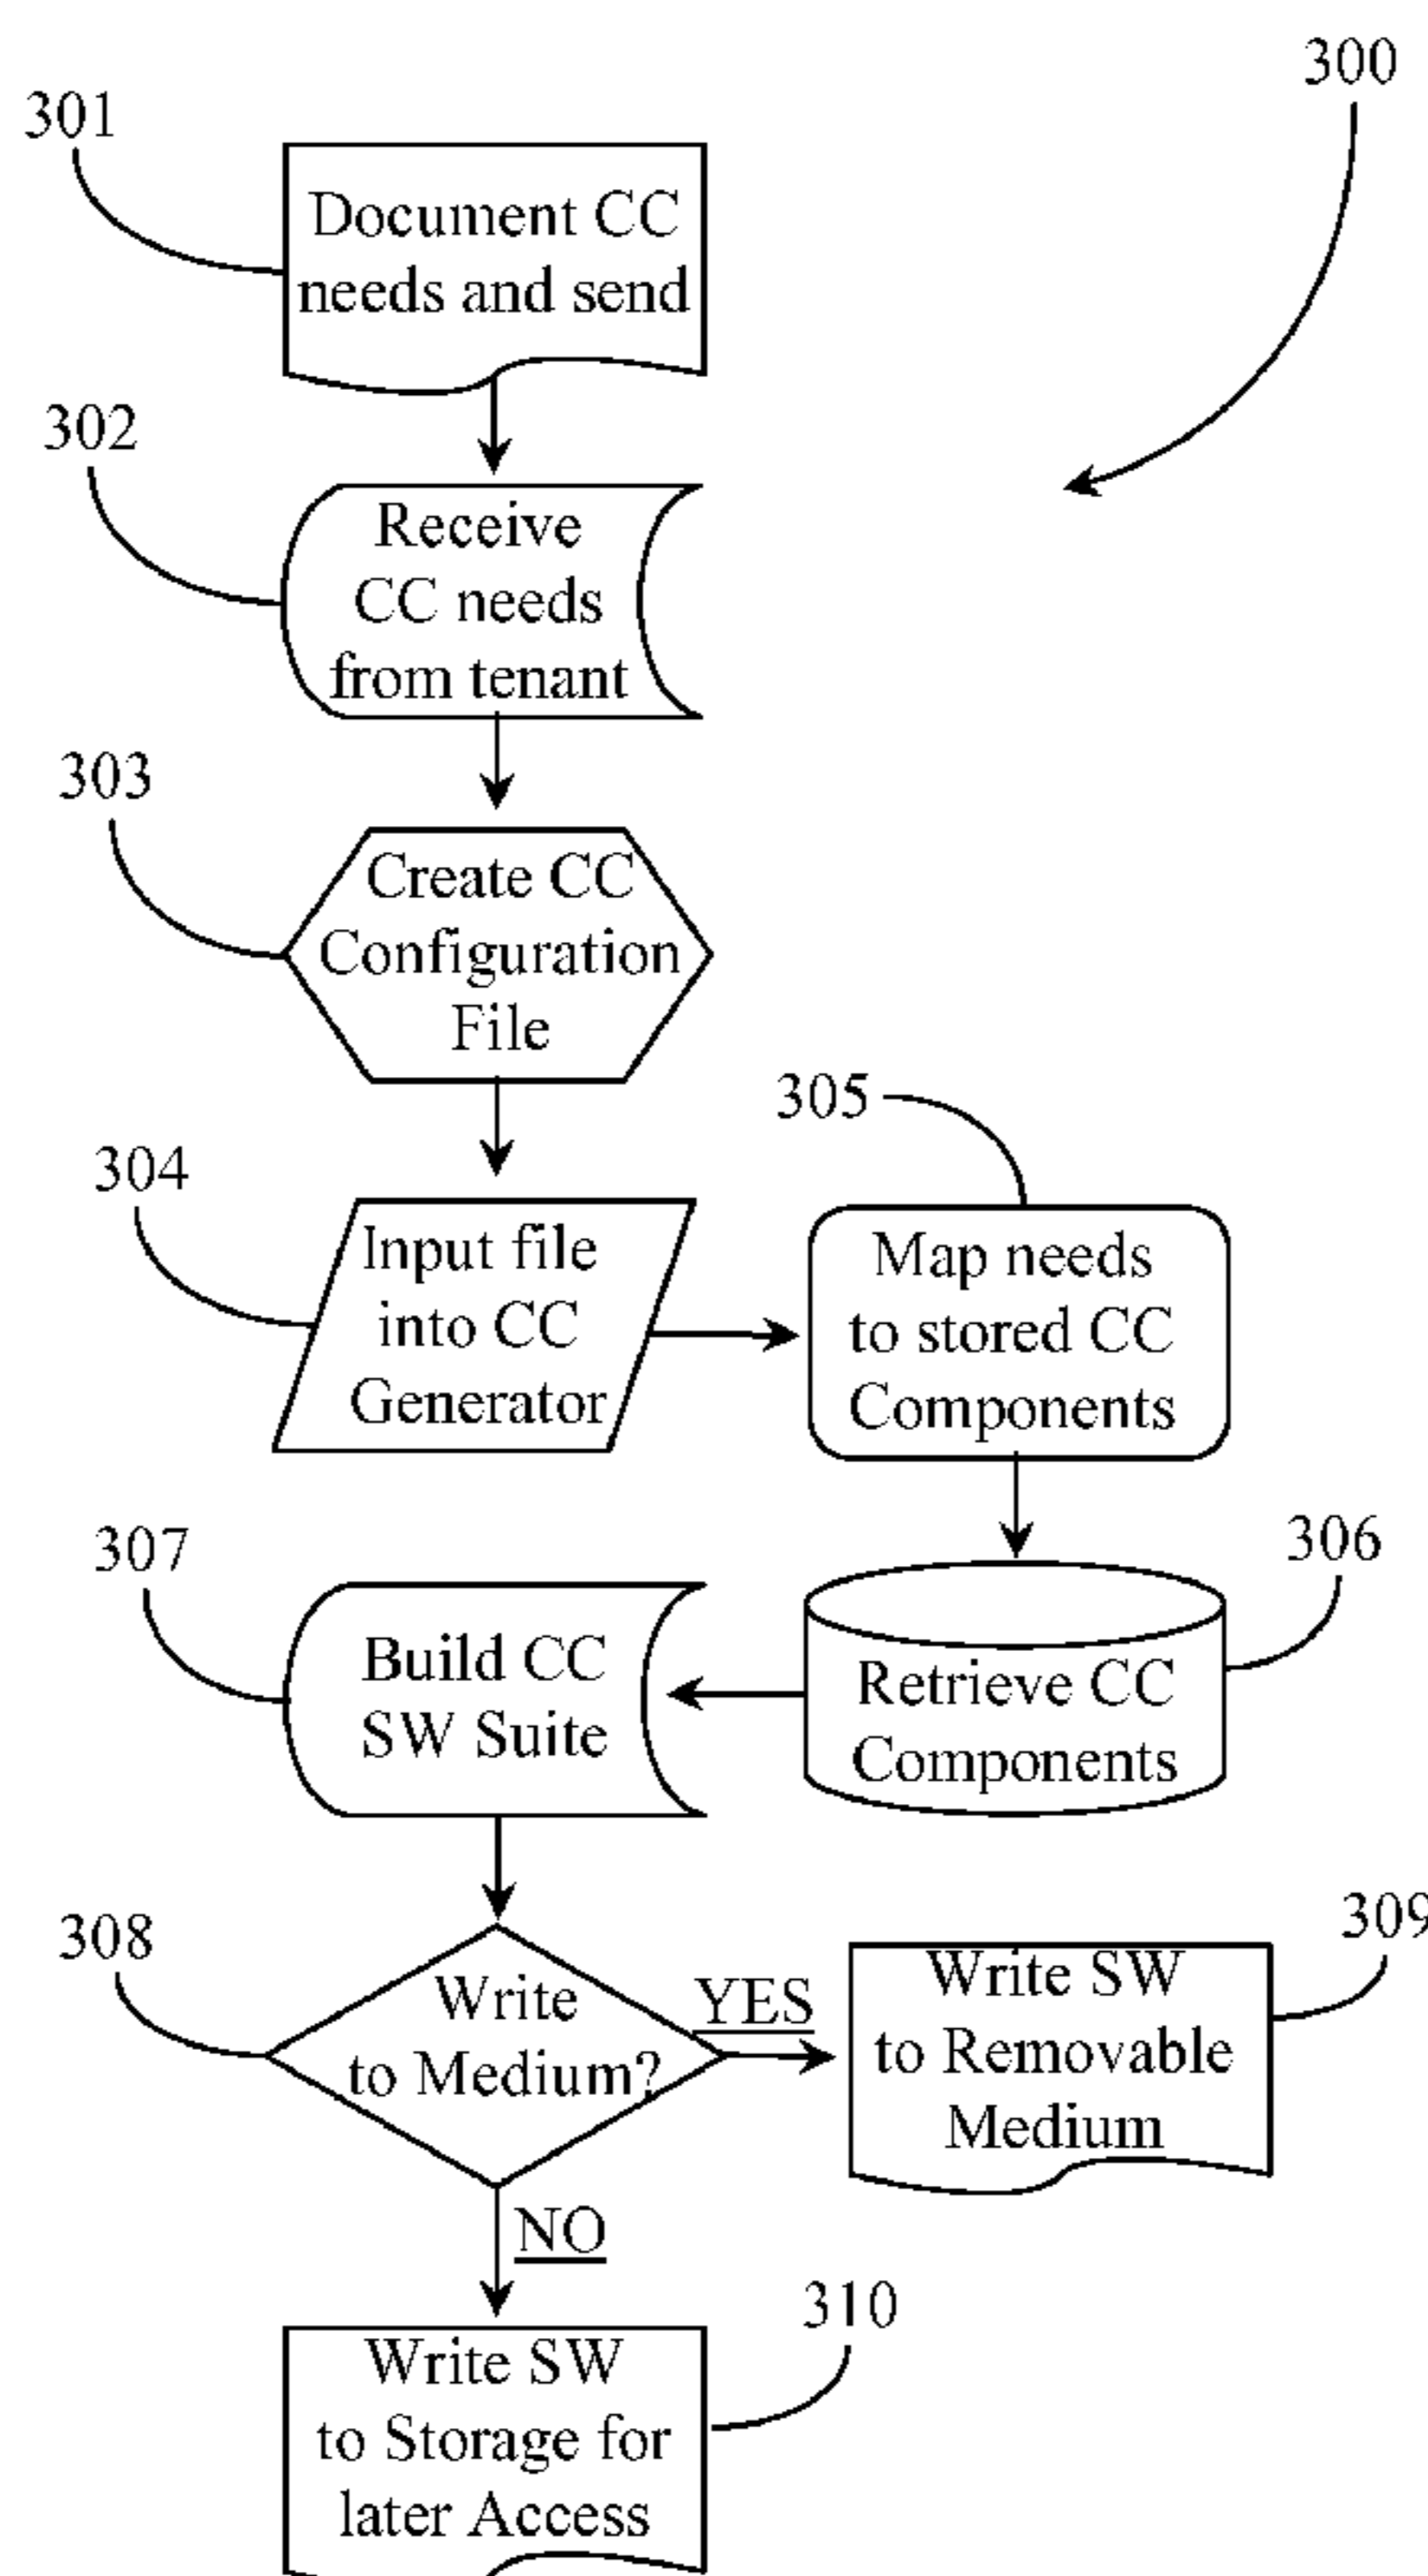 300
301
Document CC
needs and send
302
Receive
CC needs
from tenant
303
Create CC
Configuration
File
304
Input file
into CC
Generator
305
Map needs
to stored CC
Components
306
Retrieve CC
Components
307
Build CC
SW Suite
308
Write
to Medium?
YES
309
Write SW
to Removable
Medium
NO
310
Write SW
to Storage for
later Access